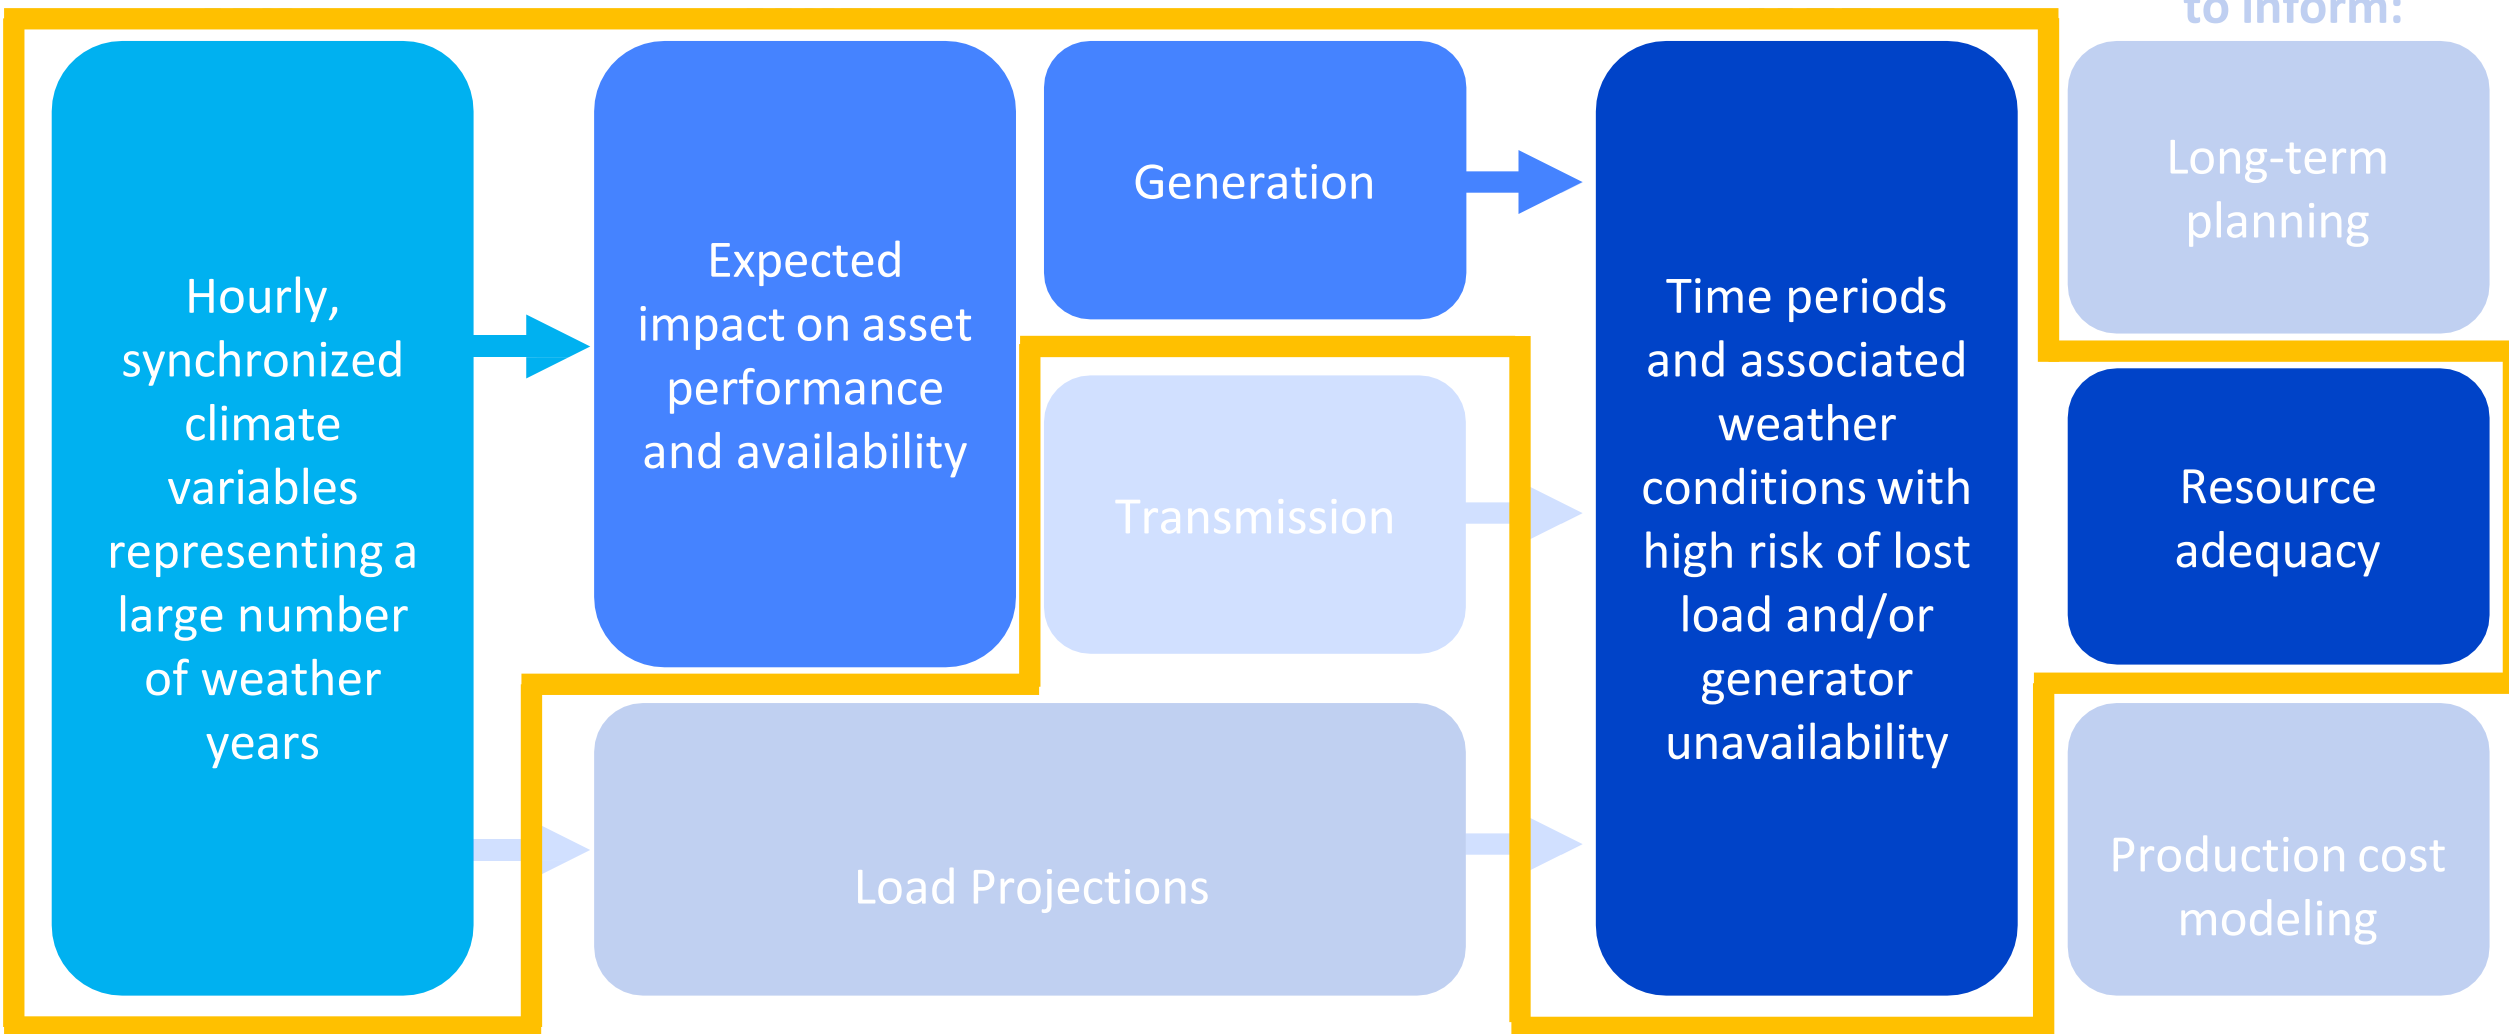 to inform:
Hourly,
synchronized
climate
variables
representing a
large number
of weather
years
Expected
impact on asset
performance
and availability
Generation
Transmission
Load Projections
Time periods
and associated
weather
conditions with
high risk of lost
load and/or
generator
unavailability
Long-term
planning
Resource
adequacy
Production cost
modeling